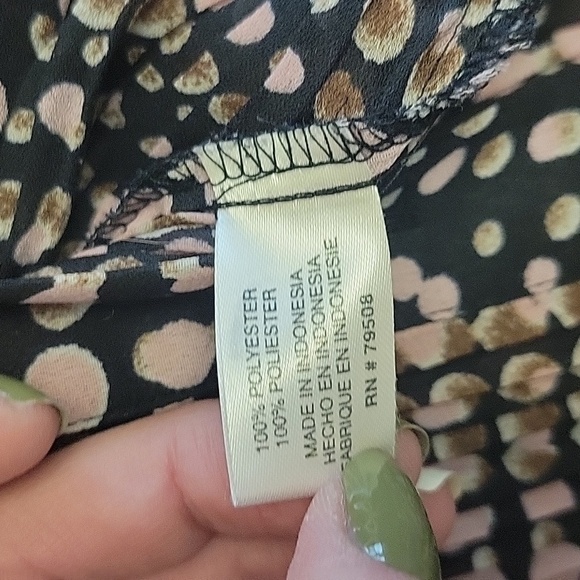 100% POLYESTER
100% POLIESTER
MADE IN INDONESIA
HECHO EN INDONESIA
FABRIQUE EN INDONESIE
RN # 79508